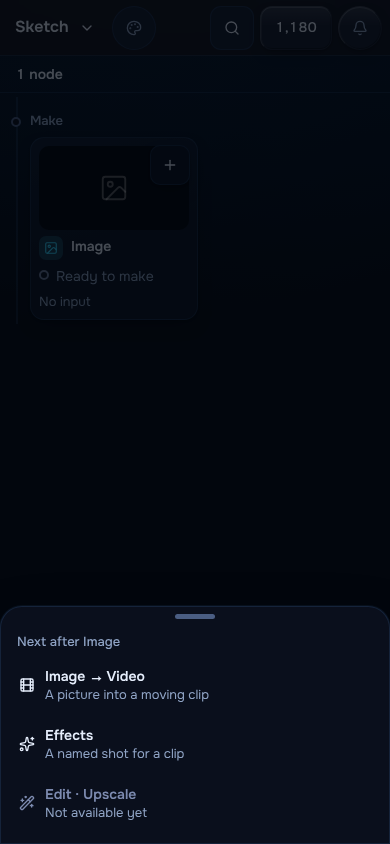 Sketch
1,180
1 node
Make
Image
Ready to make
No input
Next after Image
Image → Video
A picture into a moving clip
Effects
A named shot for a clip
Edit · Upscale
Not available yet